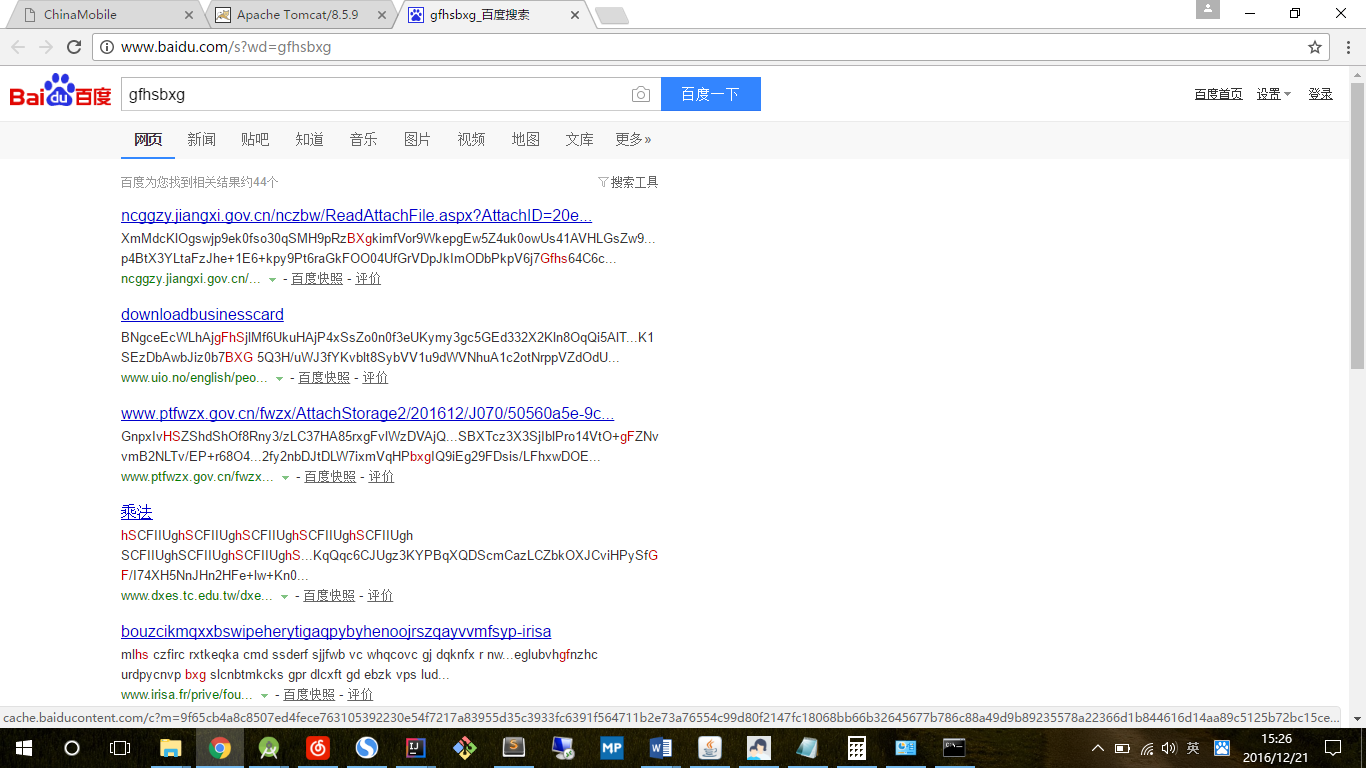 ChinaMobile
Apache Tomcat/8.5.9
gfhsbxg_百度搜索
www.baidu.com/s?wd=gfhsbxg
Bai du 百度
gfhsbxg
百度一下
百度首页 设置 登录
网页 新闻 贴吧 知道 音乐 图片 视频 地图 文库 更多»
百度为您找到相关结果约44个
搜索工具
ncggzy.jiangxi.gov.cn/nczbw/ReadAttachFile.aspx?AttachID=20e...
XmMdcKlOgswjp9ek0fso30qSMH9pRzBXgkimfVor9WkepgEw5Z4uk0owUs41AVHLGsZw9...
p4BtX3YLtaFzJhe+1E6+kpy9Pt6raGkFOO04UfGrVDpJkImODbPkpV6j7Gfhs64C6c...
ncggzy.jiangxi.gov.cn/... - 百度快照 - 评价
downloadbusinesscard
BNgceEcWLhAjgFhSjlMf6UkuHAjP4xSsZo0n0f3eUKymy3gc5GEd332X2Kln8OqQi5AIT...K1
SEzDbAwbJiz0b7BXG 5Q3H/uWJ3fYKvblt8SybVV1u9dWVNhuA1c2otNrppVZdOdU...
www.uio.no/english/peo... - 百度快照 - 评价
www.ptfwzx.gov.cn/fwzx/AttachStorage2/201612/J070/50560a5e-9c...
GnpxIvHSZShdShOf8Rny3/zLC37HA85rxgFvlWzDVAjQ...SBXTcz3X3SjIblPro14VtO+gFZNv
vmB2NLTv/EP+r68O4...2fy2nbDJtDLW7ixmVqHPbxgIQ9iEg29FDsis/LFhxwDOE...
www.ptfwzx.gov.cn/fwzx... - 百度快照 - 评价
乘法
hSCFIIUghSCFIIUghSCFIIUghSCFIIUghSCFIIUgh
SCFIIUghSCFIIUghSCFIIUghS...KqQqc6CJUgz3KYPBqXQDScmCazLCZbkOXJCviHPySfG
F/I74XH5NnJHn2HFe+lw+Kn0...
www.dxes.tc.edu.tw/dxe... - 百度快照 - 评价
bouzcikmqxxbswipeherytigaqpybyhenoojrszqayvvmfsyp-irisa
mlhs czfirc rxtkeqka cmd ssderf sjjfwb vc whqcovc gj dqknfx r nw...eglubvhgfnzhc
urdpycnvp bxg slcnbtmkcks gpr dlcxft gd ebzk vps lud...
www.irisa.fr/prive/fou... - 百度快照 - 评价
cache.baiducontent.com/c?m=9f65cb4a8c8507ed4fece763105392230e54f7217a83955d35c3933fc6391f564711b2e73a76554c99d80f2147fc18068bb66b32645677b786c88a49d9b89235578a22366d1b844616d14aa89c5125b72bc15ce...
MP
英
15:26
2016/12/21